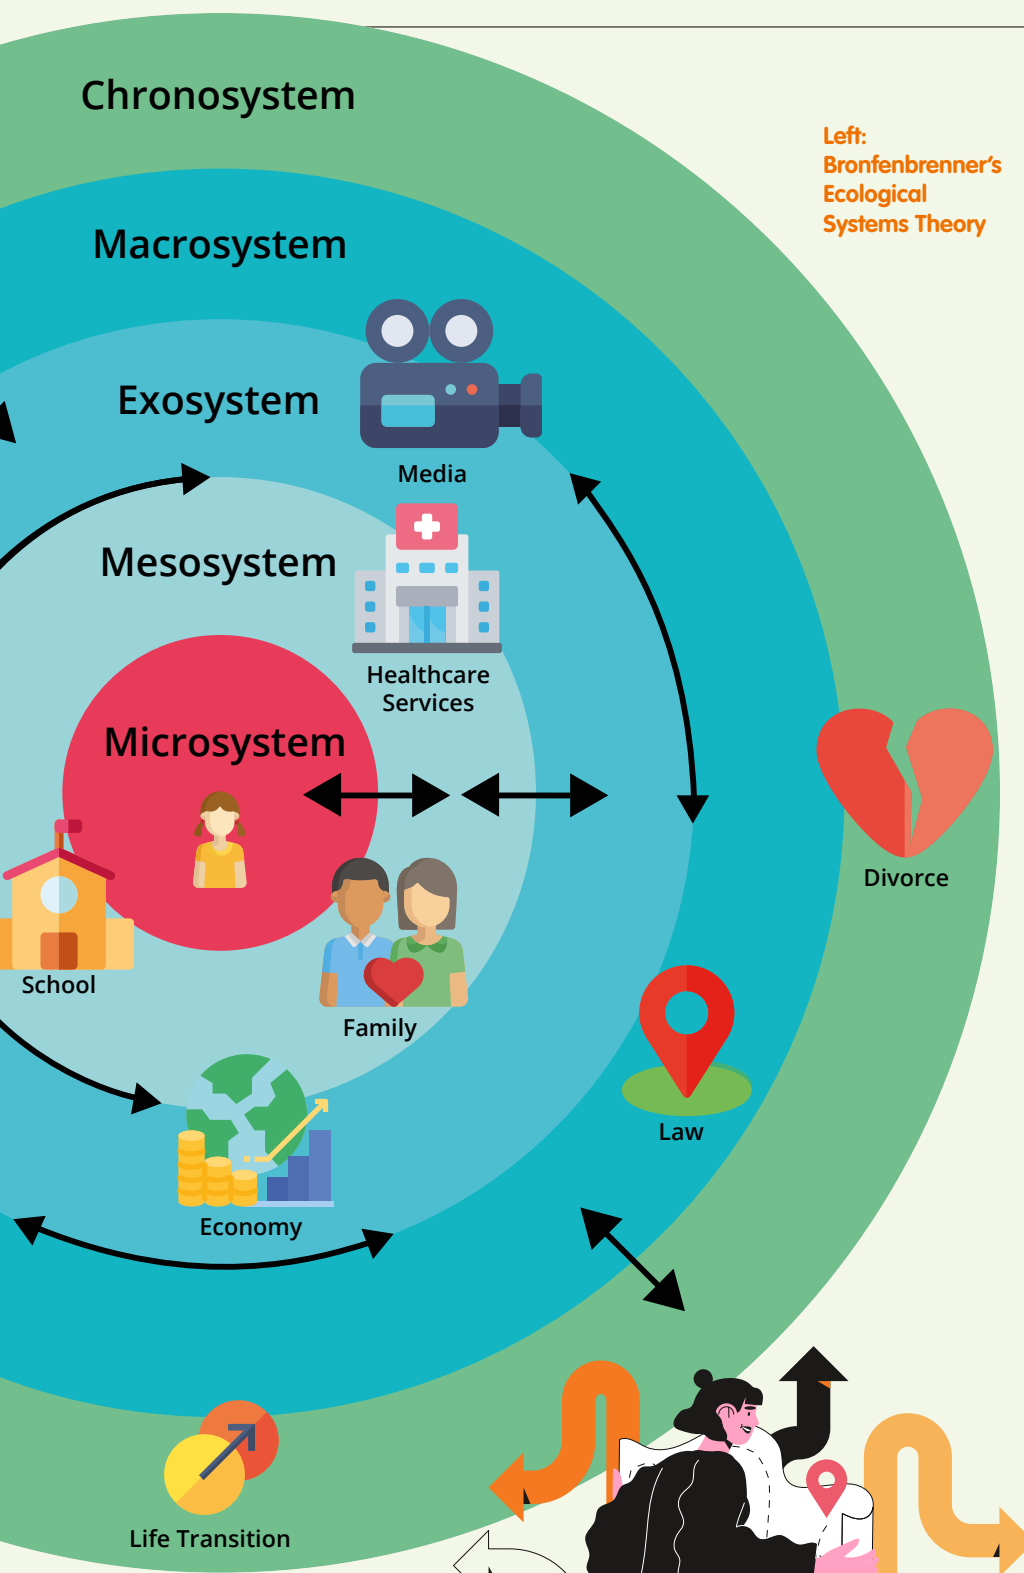 Chronosystem
Left:
Bronfenbrenner’s
Ecological
Systems Theory
Macrosystem
Exosystem
Media
Mesosystem
Healthcare
Services
Microsystem
Divorce
School
Family
Law
Economy
Life Transition